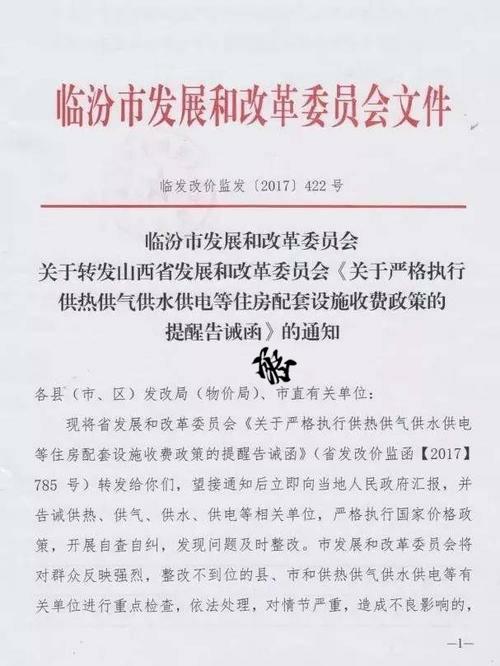 临汾市发展和改革委员会文件
临发改价监发〔2017〕422 号
临汾市发展和改革委员会
关于转发山西省发展和改革委员会《关于严格执行
供热供气供水供电等住房配套设施收费政策的
提醒告诫函》的通知
各县（市、区）发改局（物价局）、市直有关单位：
现将省发展和改革委员会《关于严格执行供热供气供水供电
等住房配套设施收费政策的提醒告诫函》（省发改价监函【2017】
785 号）转发给你们，望接通知后立即向当地人民政府汇报，并
告诫供热、供气、供水、供电等相关单位，严格执行国家价格政
策，开展自查自纠，发现问题及时整改。市发展和改革委员会将
对群众反映强烈，整改不到位的县、市和供热供气供水供电等有
关单位进行重点检查，依法处理，对情节严重，造成不良影响的，
—1—